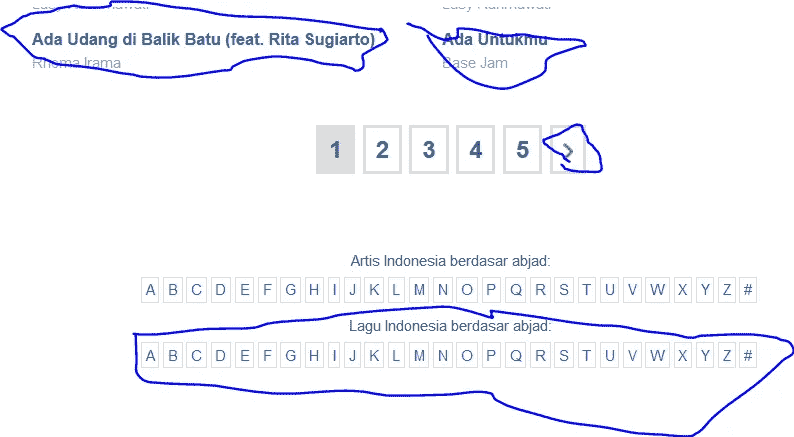 Ada Udang di Balik Batu (feat. Rita Sugiarto) Ada Untukmu
Rhoma Irama Base Jam
1 2 3 4 5 >
Artis Indonesia berdasar abjad:
A B C D E F G H I J K L M N O P Q R S T U V W X Y Z #
Lagu Indonesia berdasar abjad:
A B C D E F G H I J K L M N O P Q R S T U V W X Y Z #